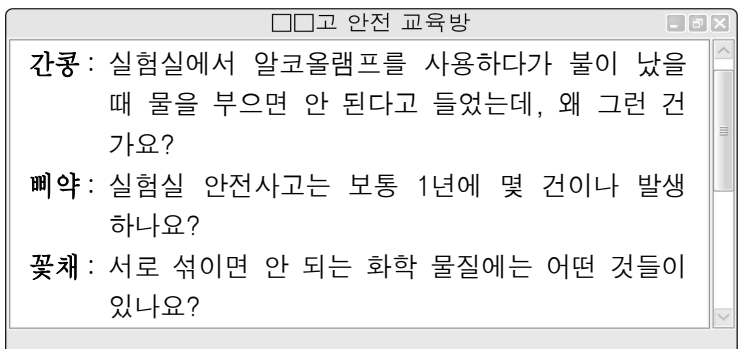 □□고 안전 교육방
간콩 : 실험실에서 알코올램프를 사용하다가 불이 났을
때 물을 부으면 안 된다고 들었는데, 왜 그런 건
가요?
삐약 : 실험실 안전사고는 보통 1년에 몇 건이나 발생
하나요?
꽃채 : 서로 섞이면 안 되는 화학 물질에는 어떤 것들이
있나요?